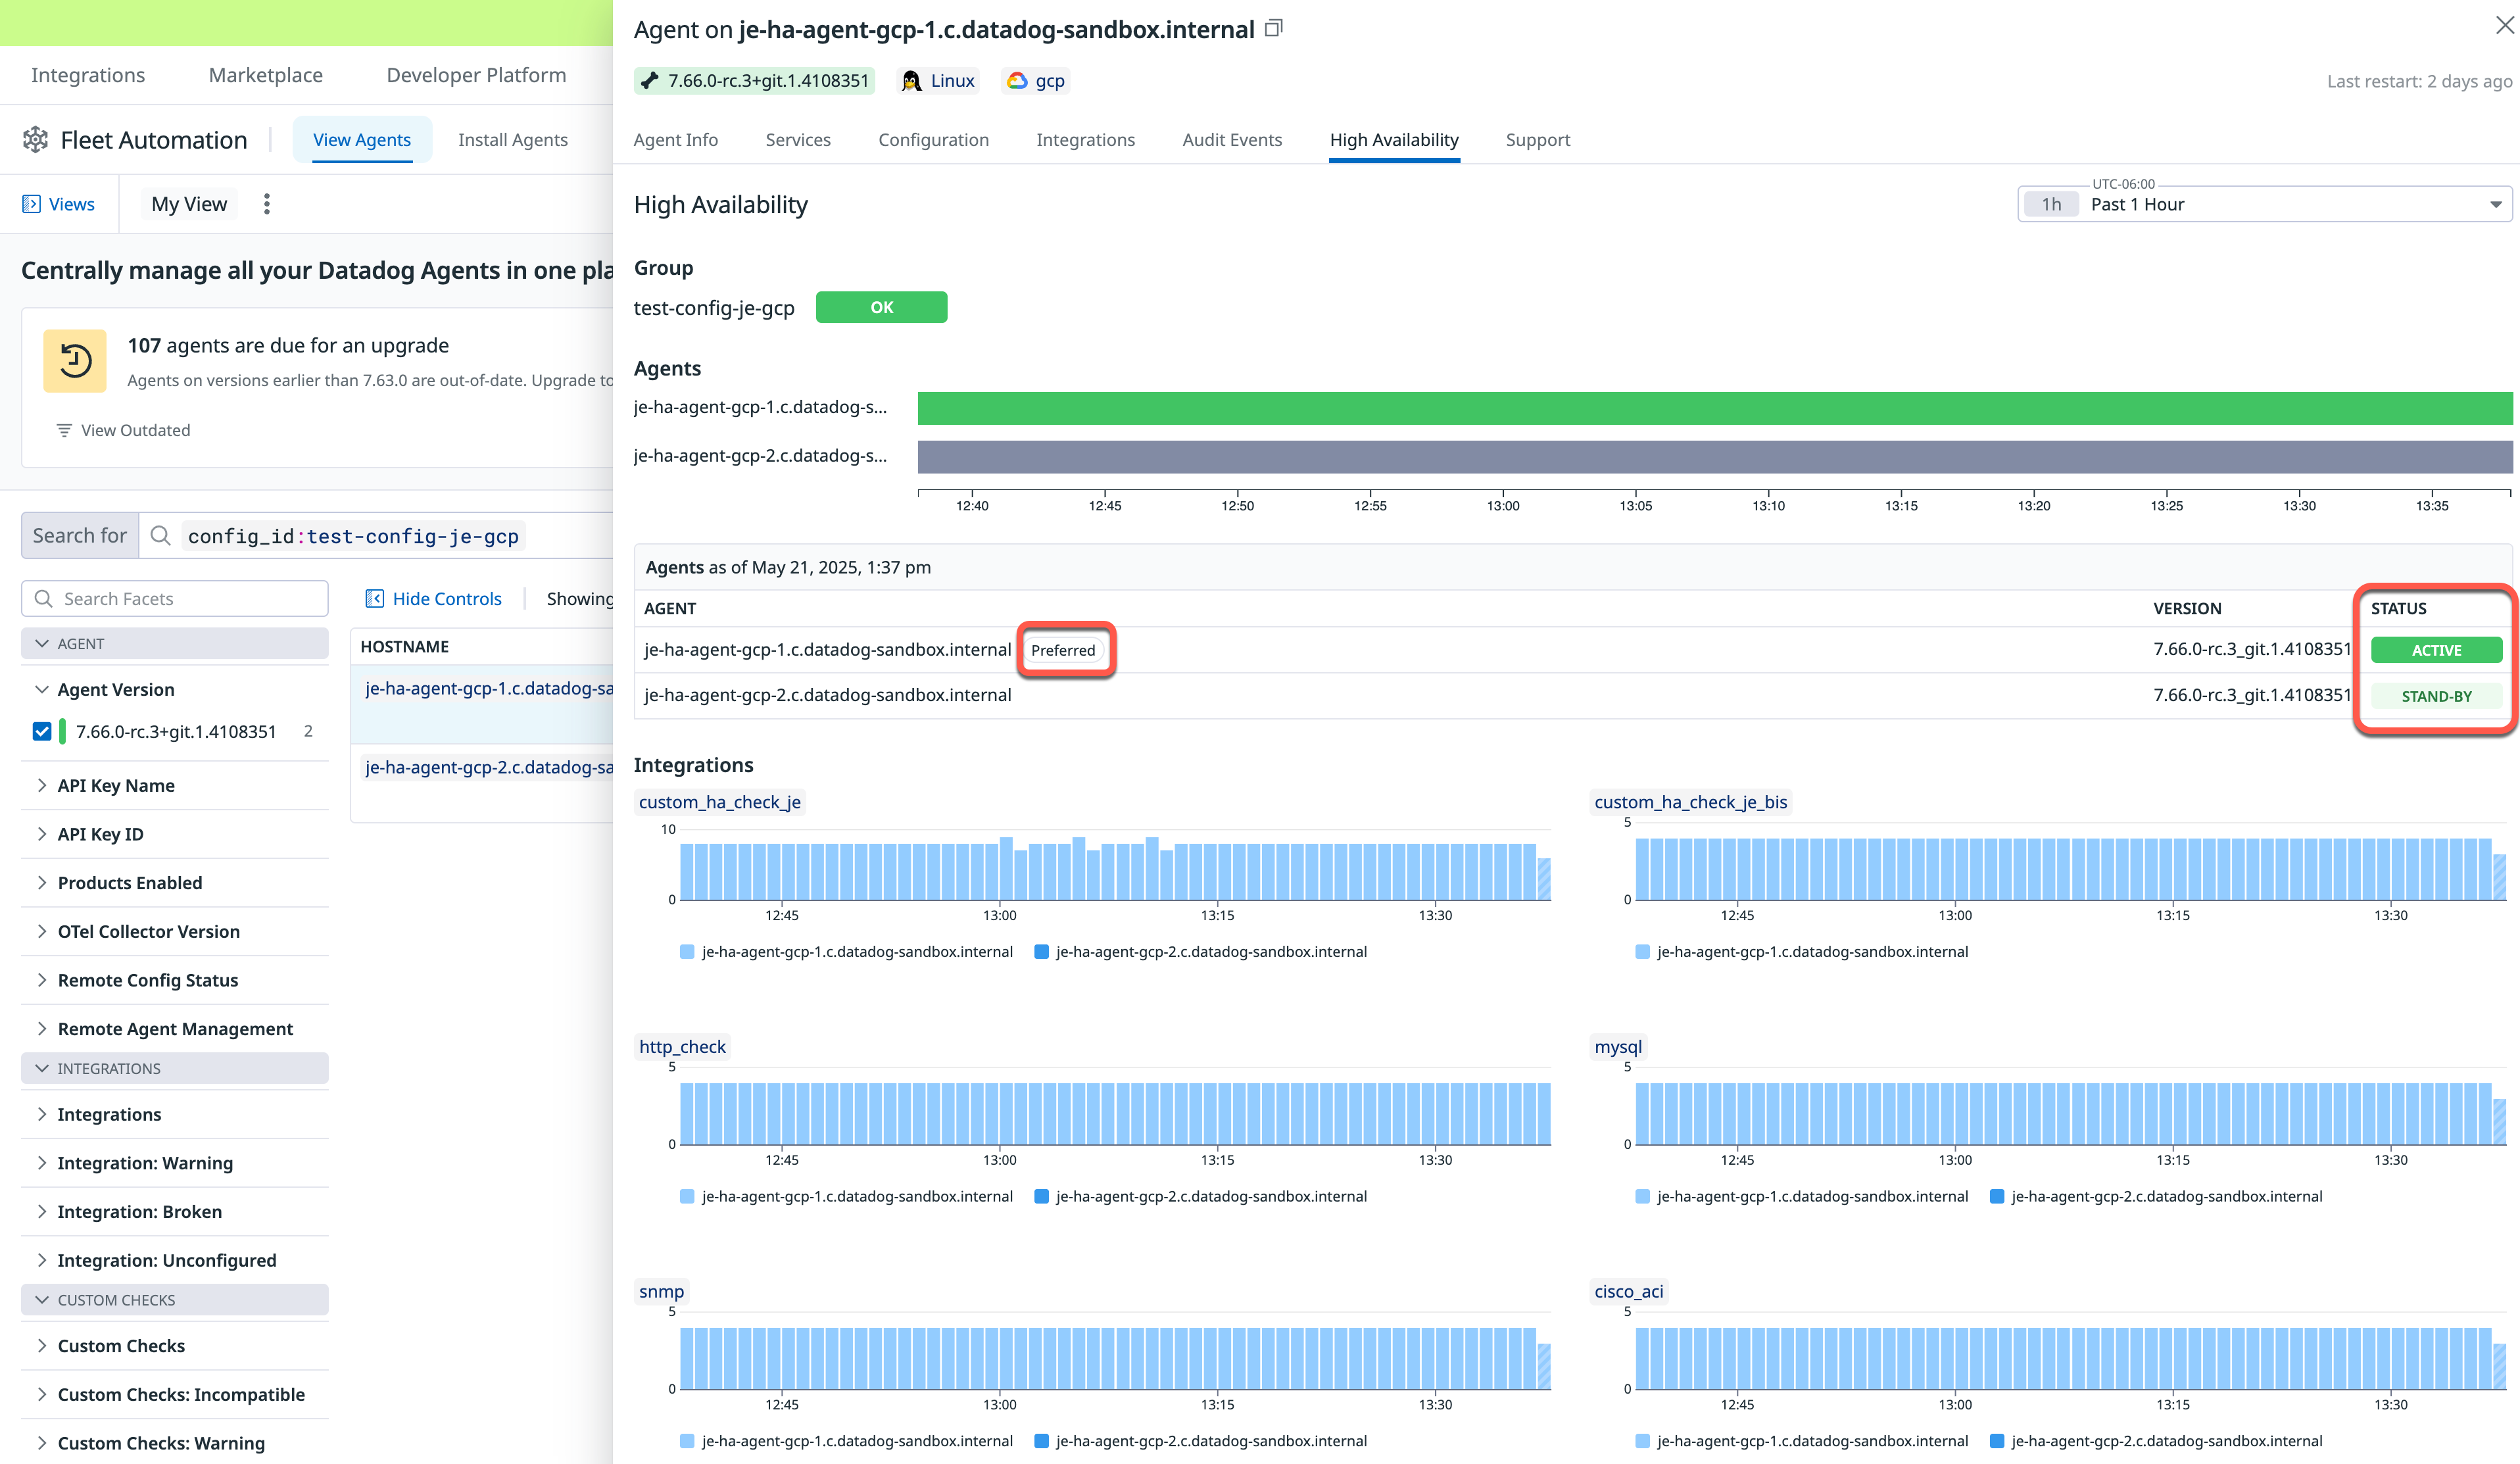 Integrations Marketplace Developer Platform
Fleet Automation View Agents Install Agents
Views My View
Centrally manage all your Datadog Agents in one pla
107 agents are due for an upgrade
Agents on versions earlier than 7.63.0 are out-of-date. Upgrade to
View Outdated
Search for config_id:test-config-je-gcp
Search Facets
Hide Controls Showing
AGENT
Agent Version
7.66.0-rc.3+git.1.4108351 2
API Key Name
API Key ID
Products Enabled
OTel Collector Version
Remote Config Status
Remote Agent Management
INTEGRATIONS
Integrations
Integration: Warning
Integration: Broken
Integration: Unconfigured
CUSTOM CHECKS
Custom Checks
Custom Checks: Incompatible
Custom Checks: Warning
HOSTNAME
je-ha-agent-gcp-1.c.datadog-sa
je-ha-agent-gcp-2.c.datadog-sa
Agent on je-ha-agent-gcp-1.c.datadog-sandbox.internal
7.66.0-rc.3+git.1.4108351 Linux gcp
Last restart: 2 days ago
Agent Info Services Configuration Integrations Audit Events High Availability Support
High Availability
UTC-06:00
1h Past 1 Hour
Group
test-config-je-gcp OK
Agents
je-ha-agent-gcp-1.c.datadog-s...
je-ha-agent-gcp-2.c.datadog-s...
12:40 12:45 12:50 12:55 13:00 13:05 13:10 13:15 13:20 13:25 13:30 13:35
Agents as of May 21, 2025, 1:37 pm
AGENT VERSION STATUS
je-ha-agent-gcp-1.c.datadog-sandbox.internal Preferred 7.66.0-rc.3_git.1.4108351 ACTIVE
je-ha-agent-gcp-2.c.datadog-sandbox.internal 7.66.0-rc.3_git.1.4108351 STAND-BY
Integrations
custom_ha_check_je
10
0
12:45 13:00 13:15 13:30
je-ha-agent-gcp-1.c.datadog-sandbox.internal je-ha-agent-gcp-2.c.datadog-sandbox.internal
custom_ha_check_je_bis
5
0
12:45 13:00 13:15 13:30
je-ha-agent-gcp-1.c.datadog-sandbox.internal
http_check
5
0
12:45 13:00 13:15 13:30
je-ha-agent-gcp-1.c.datadog-sandbox.internal je-ha-agent-gcp-2.c.datadog-sandbox.internal
mysql
5
0
12:45 13:00 13:15 13:30
je-ha-agent-gcp-1.c.datadog-sandbox.internal je-ha-agent-gcp-2.c.datadog-sandbox.internal
snmp
5
0
12:45 13:00 13:15 13:30
je-ha-agent-gcp-1.c.datadog-sandbox.internal je-ha-agent-gcp-2.c.datadog-sandbox.internal
cisco_aci
5
0
12:45 13:00 13:15 13:30
je-ha-agent-gcp-1.c.datadog-sandbox.internal je-ha-agent-gcp-2.c.datadog-sandbox.internal